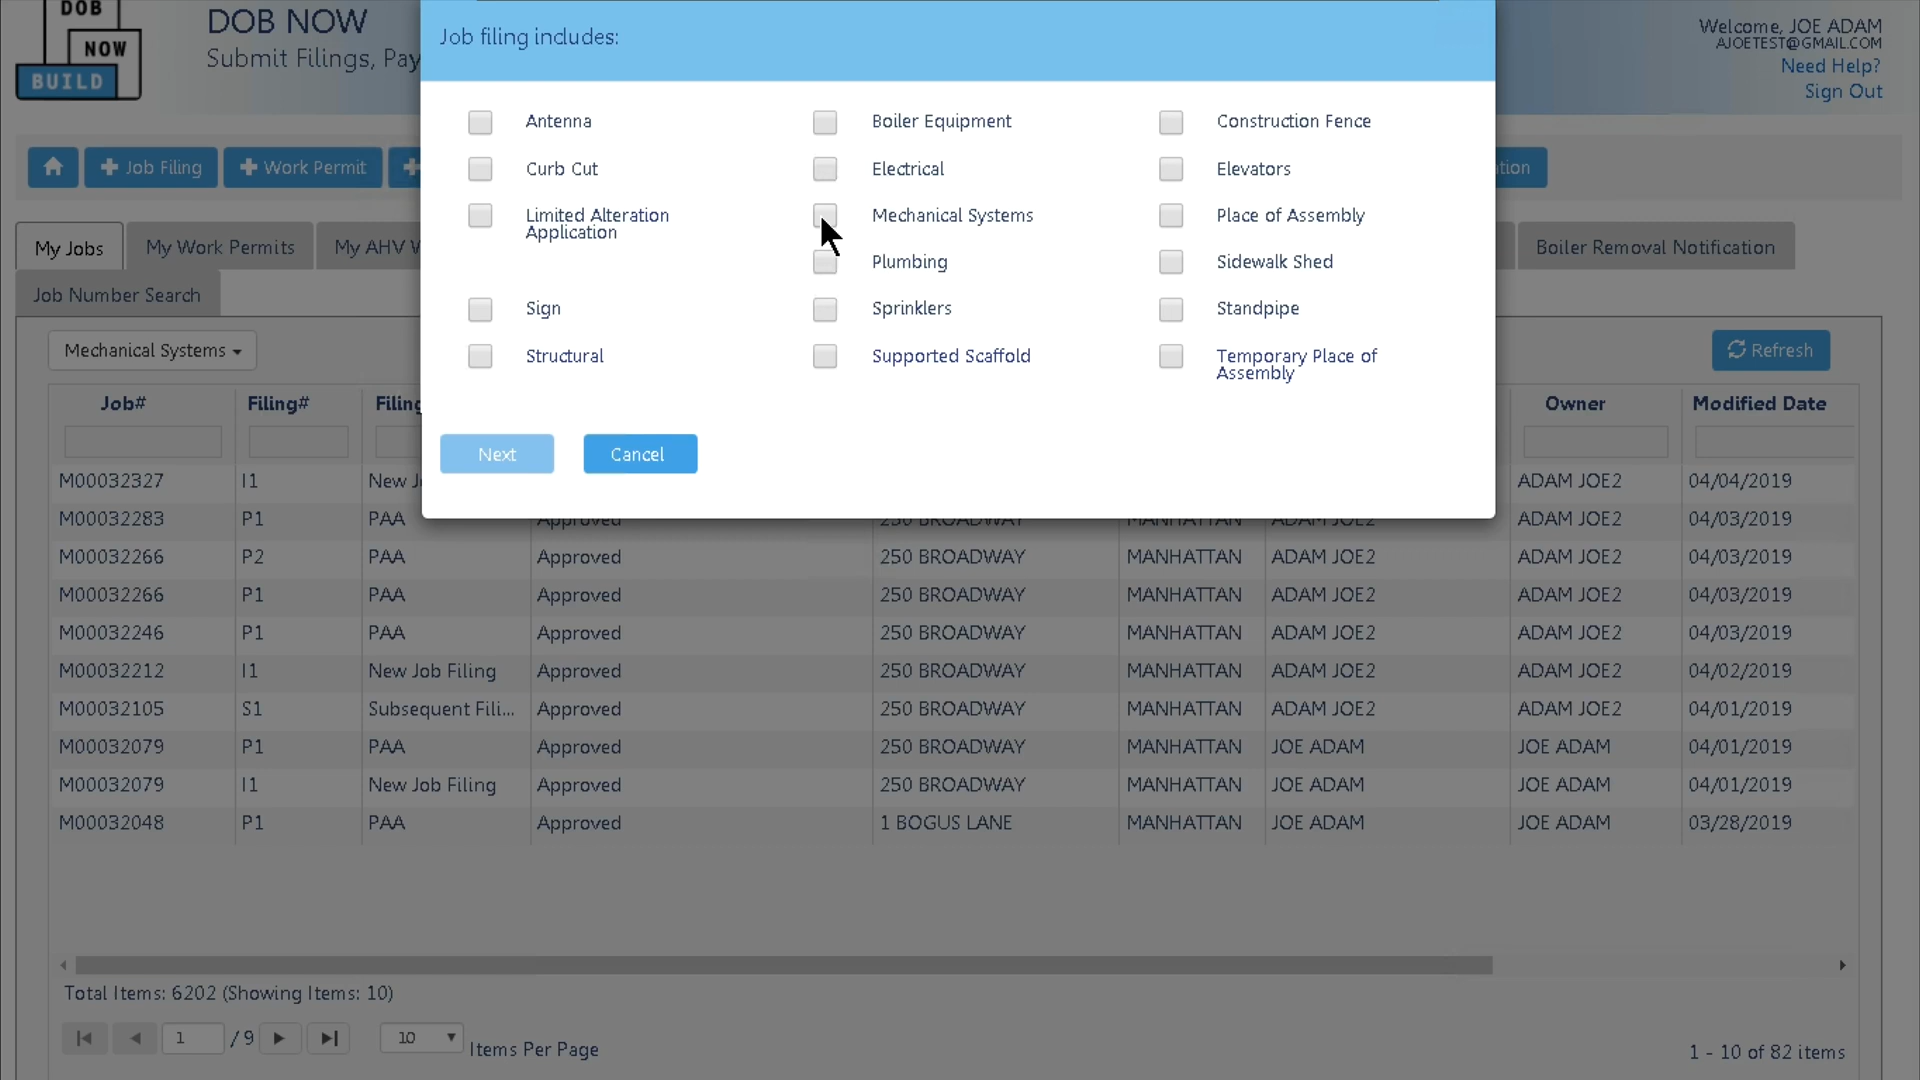 DOB
NOW
BUILD
DOB NOW
Submit Filings, Pay
Job filing includes:
Welcome, JOE ADAM
AJOETEST@GMAIL.COM
Need Help?
Sign Out
Antenna
Boiler Equipment
Construction Fence
Job Filing
Work Permit
Curb Cut
Electrical
Elevators
Limited Alteration
Application
Mechanical Systems
Place of Assembly
My Jobs
My Work Permits
My AHV
Boiler Removal Notification
Plumbing
Sidewalk Shed
Job Number Search
Sign
Sprinklers
Standpipe
Mechanical Systems
Structural
Supported Scaffold
Temporary Place of
Assembly
Refresh
Job#
Filing#
Filing
Owner
Modified Date
Next
Cancel
M00032327 I1 New J ADAM JOE2 04/04/2019
M00032283 P1 PAA Approved 250 BROADWAY MANHATTAN ADAM JOE2 ADAM JOE2 04/03/2019
M00032266 P2 PAA Approved 250 BROADWAY MANHATTAN ADAM JOE2 ADAM JOE2 04/03/2019
M00032266 P1 PAA Approved 250 BROADWAY MANHATTAN ADAM JOE2 ADAM JOE2 04/03/2019
M00032246 P1 PAA Approved 250 BROADWAY MANHATTAN ADAM JOE2 ADAM JOE2 04/03/2019
M00032212 I1 New Job Filing Approved 250 BROADWAY MANHATTAN ADAM JOE2 ADAM JOE2 04/02/2019
M00032105 S1 Subsequent Fili... Approved 250 BROADWAY MANHATTAN ADAM JOE2 ADAM JOE2 04/01/2019
M00032079 P1 PAA Approved 250 BROADWAY MANHATTAN JOE ADAM JOE ADAM 04/01/2019
M00032079 I1 New Job Filing Approved 250 BROADWAY MANHATTAN JOE ADAM JOE ADAM 04/01/2019
M00032048 P1 PAA Approved 1 BOGUS LANE MANHATTAN JOE ADAM JOE ADAM 03/28/2019
Total Items: 6202 (Showing Items: 10)
1 / 9 10 Items Per Page
1 - 10 of 82 items